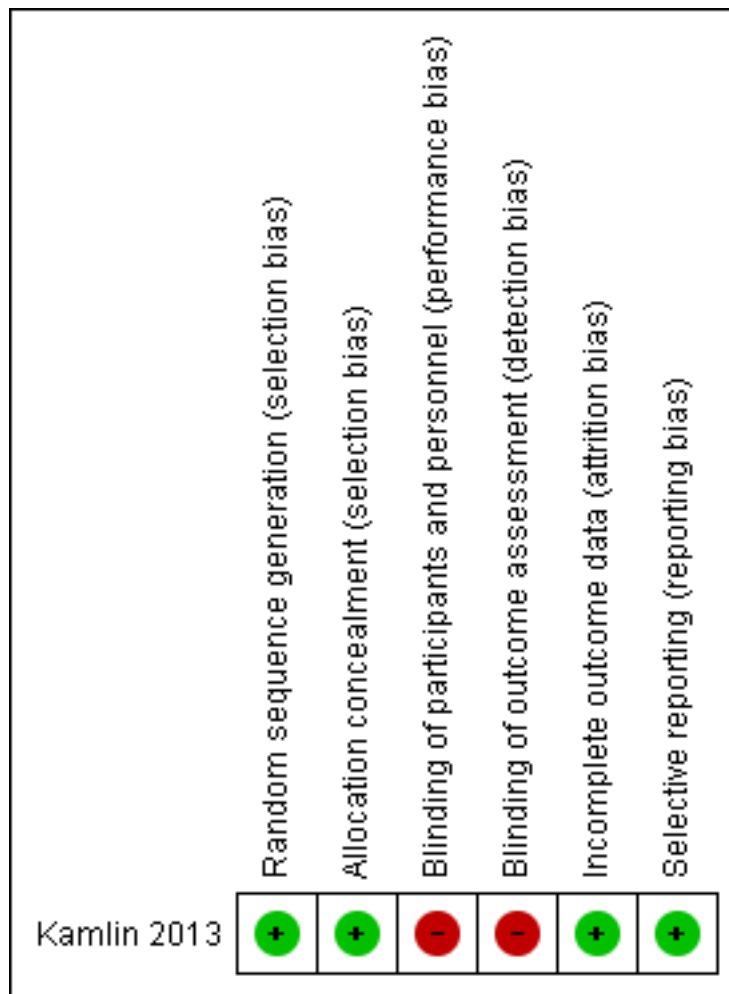 Random sequence generation (selection bias)
Allocation concealment (selection bias)
Blinding of participants and personnel (performance bias)
Blinding of outcome assessment (detection bias)
Incomplete outcome data (attrition bias)
Selective reporting (reporting bias)
Kamlin 2013 + + - - + +